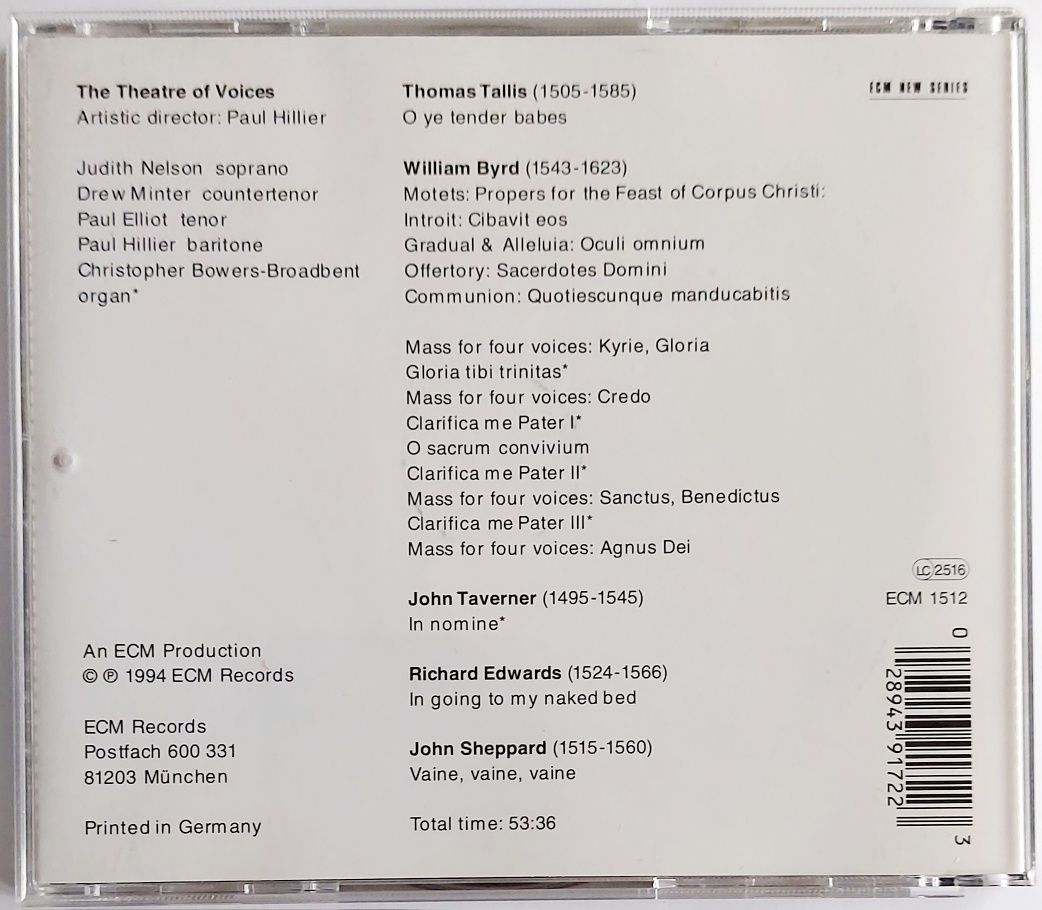 The Theatre of Voices
Artistic director: Paul Hillier
Judith Nelson soprano
Drew Minter countertenor
Paul Elliot tenor
Paul Hillier baritone
Christopher Bowers-Broadbent
organ*
An ECM Production
© ℗ 1994 ECM Records
ECM Records
Postfach 600 331
81203 München
Printed in Germany
Thomas Tallis (1505-1585)
O ye tender babes
William Byrd (1543-1623)
Motets: Propers for the Feast of Corpus Christi:
Introit: Cibavit eos
Gradual & Alleluia: Oculi omnium
Offertory: Sacerdotes Domini
Communion: Quotiescunque manducabitis
Mass for four voices: Kyrie, Gloria
Gloria tibi trinitas*
Mass for four voices: Credo
Clarifica me Pater I*
O sacrum convivium
Clarifica me Pater II*
Mass for four voices: Sanctus, Benedictus
Clarifica me Pater III*
Mass for four voices: Agnus Dei
John Taverner (1495-1545)
In nomine*
Richard Edwards (1524-1566)
In going to my naked bed
John Sheppard (1515-1560)
Vaine, vaine, vaine
Total time: 53:36
ECM NEW SERIES
LC 2516
ECM 1512
0 28943 91722 3